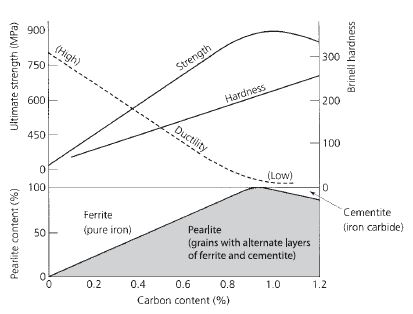 Ultimate strength (MPa)
900
750
600
450
0
(High)
Strength
Hardness
Ductility
(Low)
Brinell hardness
300
200
100
0
Pearlite content (%)
100
50
0
Ferrite
(pure iron)
Pearlite
(grains with alternate layers
of ferrite and cementite)
Cementite
(iron carbide)
0 0.2 0.4 0.6 0.8 1.0 1.2
Carbon content (%)